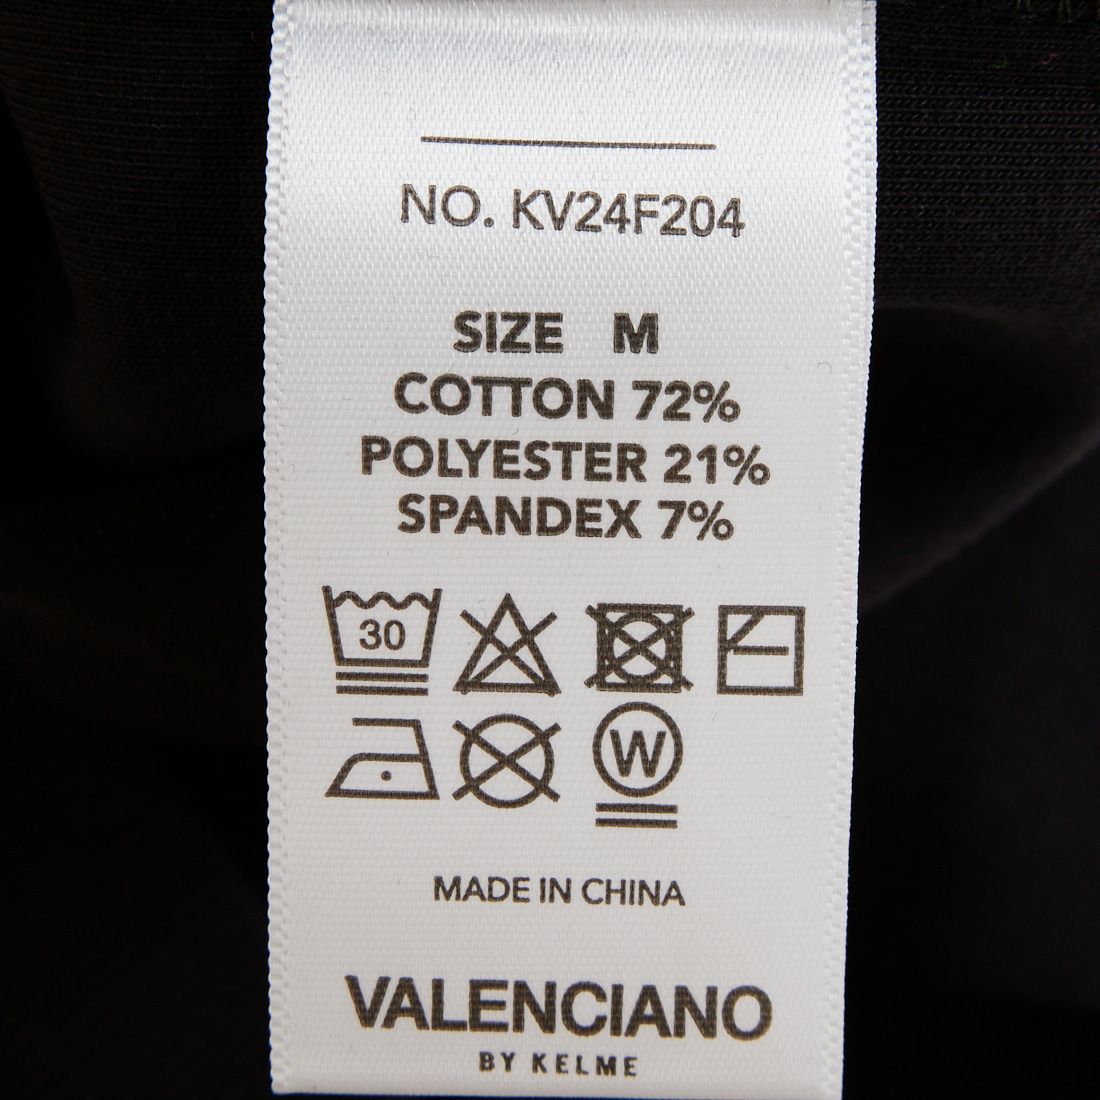 NO. KV24F204
SIZE M
COTTON 72%
POLYESTER 21%
SPANDEX 7%
30
W
MADE IN CHINA
VALENCIANO
BY KELME